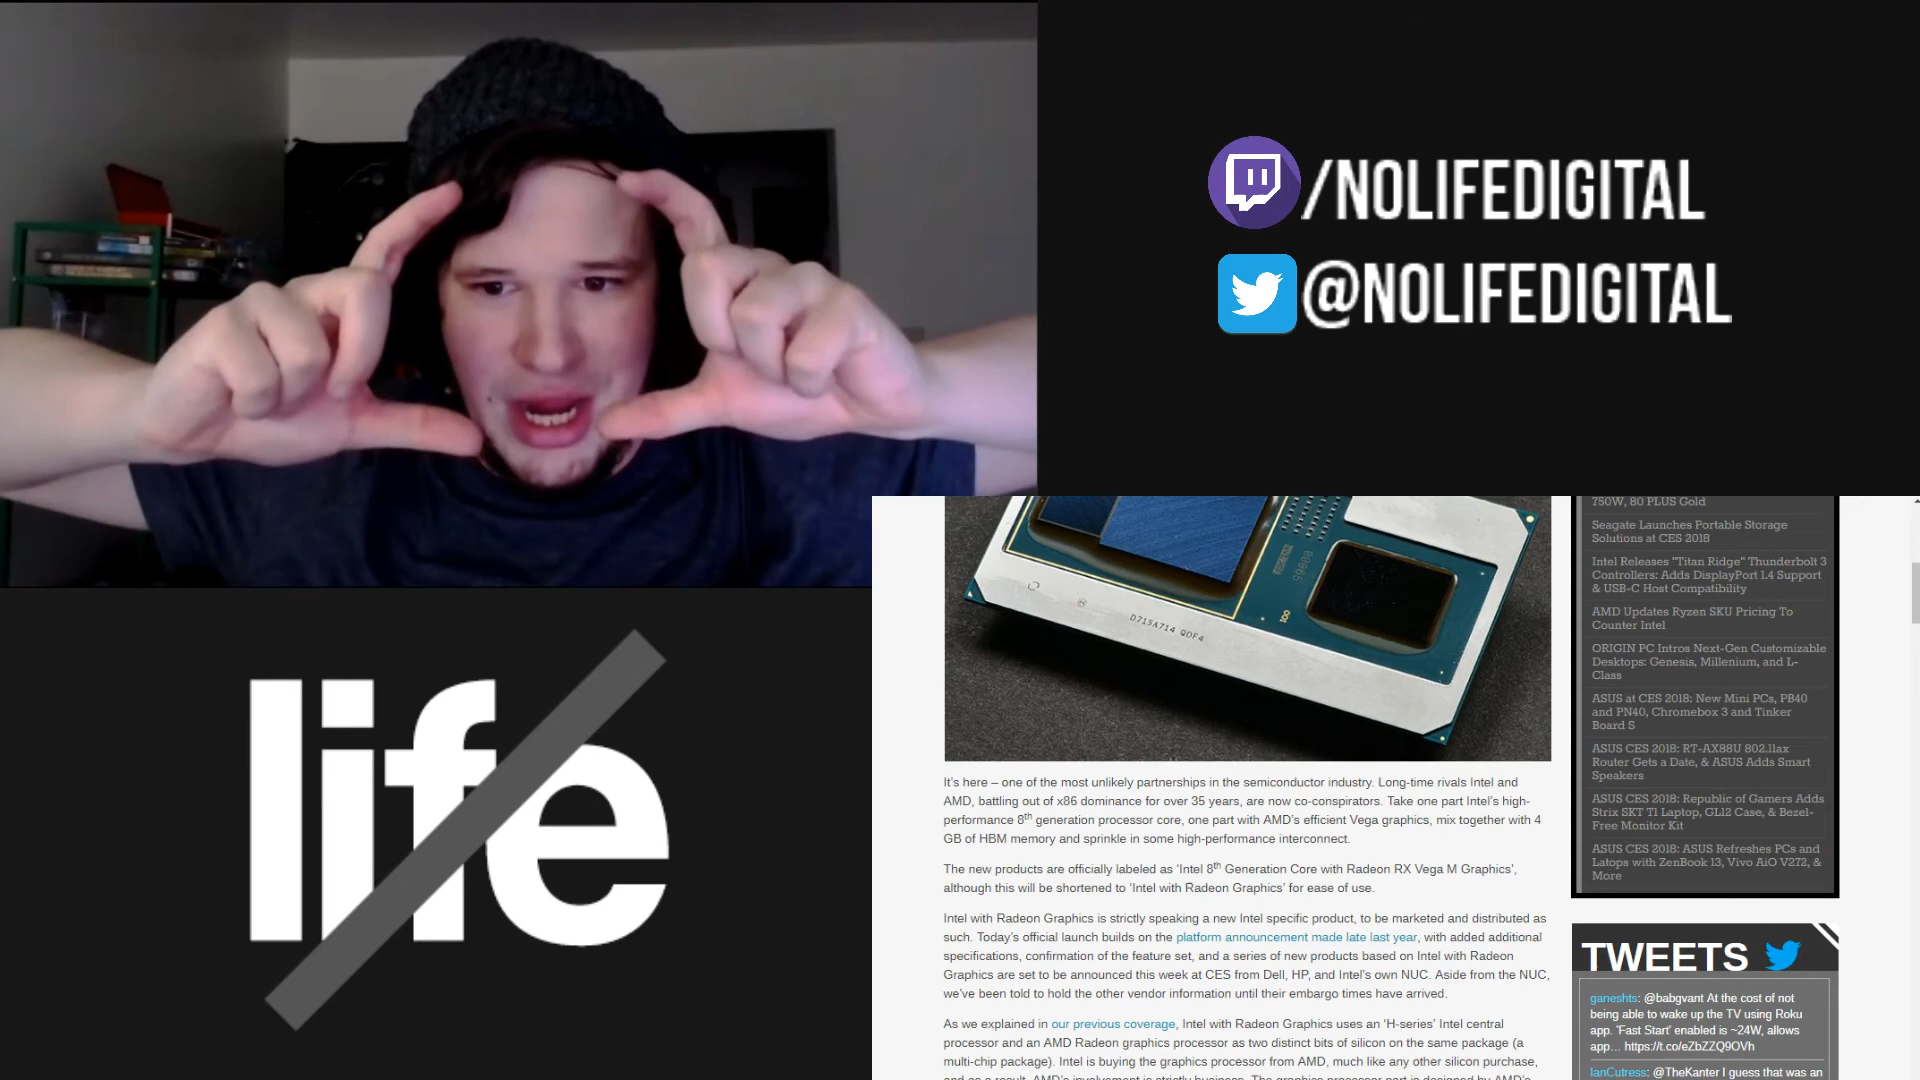 /NOLIFEDIGITAL
@NOLIFEDIGITAL
life
D715A714 QDF4
99000
100
It's here – one of the most unlikely partnerships in the semiconductor industry. Long-time rivals Intel and
AMD, battling out of x86 dominance for over 35 years, are now co-conspirators. Take one part Intel's high-
performance 8th generation processor core, one part with AMD's efficient Vega graphics, mix together with 4
GB of HBM memory and sprinkle in some high-performance interconnect.
The new products are officially labeled as 'Intel 8th Generation Core with Radeon RX Vega M Graphics',
although this will be shortened to 'Intel with Radeon Graphics' for ease of use.
Intel with Radeon Graphics is strictly speaking a new Intel specific product, to be marketed and distributed as
such. Today's official launch builds on the platform announcement made late last year, with added additional
specifications, confirmation of the feature set, and a series of new products based on Intel with Radeon
Graphics are set to be announced this week at CES from Dell, HP, and Intel's own NUC. Aside from the NUC,
we've been told to hold the other vendor information until their embargo times have arrived.
As we explained in our previous coverage, Intel with Radeon Graphics uses an 'H-series' Intel central
processor and an AMD Radeon graphics processor as two distinct bits of silicon on the same package (a
multi-chip package). Intel is buying the graphics processor from AMD, much like any other silicon purchase,
and as a result, AMD's involvement is strictly business. The graphics processor part is designed by AMD's
750W, 80 PLUS Gold
Seagate Launches Portable Storage
Solutions at CES 2018
Intel Releases "Titan Ridge" Thunderbolt 3
Controllers: Adds DisplayPort 1.4 Support
& USB-C Host Compatibility
AMD Updates Ryzen SKU Pricing To
Counter Intel
ORIGIN PC Intros Next-Gen Customizable
Desktops: Genesis, Millenium, and L-
Class
ASUS at CES 2018: New Mini PCs, PB40
and PN40, Chromebox 3 and Tinker
Board S
ASUS CES 2018: RT-AX88U 802.11ax
Router Gets a Date, & ASUS Adds Smart
Speakers
ASUS CES 2018: Republic of Gamers Adds
Strix SKT T1 Laptop, GL12 Case, & Bezel-
Free Monitor Kit
ASUS CES 2018: ASUS Refreshes PCs and
Latops with ZenBook 13, Vivo AiO V272, &
More
TWEETS
ganeshts: @babgvant At the cost of not
being able to wake up the TV using Roku
app. 'Fast Start' enabled is ~24W, allows
app… https://t.co/eZbZZQ9OVh
IanCutress: @TheKanter I guess that was an